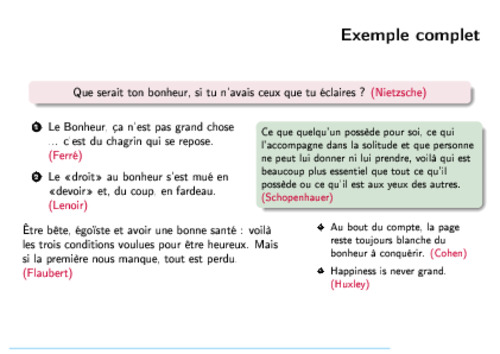 Exemple complet
Que serait ton bonheur, si tu n'avais ceux que tu éclaires ? (Nietzsche)
1 Le Bonheur, ça n'est pas grand chose
... c'est du chagrin qui se repose.
(Ferré)
2 Le «droit» au bonheur s'est mué en
«devoir» et, du coup, en fardeau.
(Lenoir)
Ce que quelqu'un possède pour soi, ce qui
l'accompagne dans la solitude et que personne
ne peut lui donner ni lui prendre, voilà qui est
beaucoup plus essentiel que tout ce qu'il
possède ou ce qu'il est aux yeux des autres.
(Schopenhauer)
Être bête, égoïste et avoir une bonne santé : voilà
les trois conditions voulues pour être heureux. Mais
si la première nous manque, tout est perdu.
(Flaubert)
Au bout du compte, la page
reste toujours blanche du
bonheur à conquérir. (Cohen)
Happiness is never grand.
(Huxley)